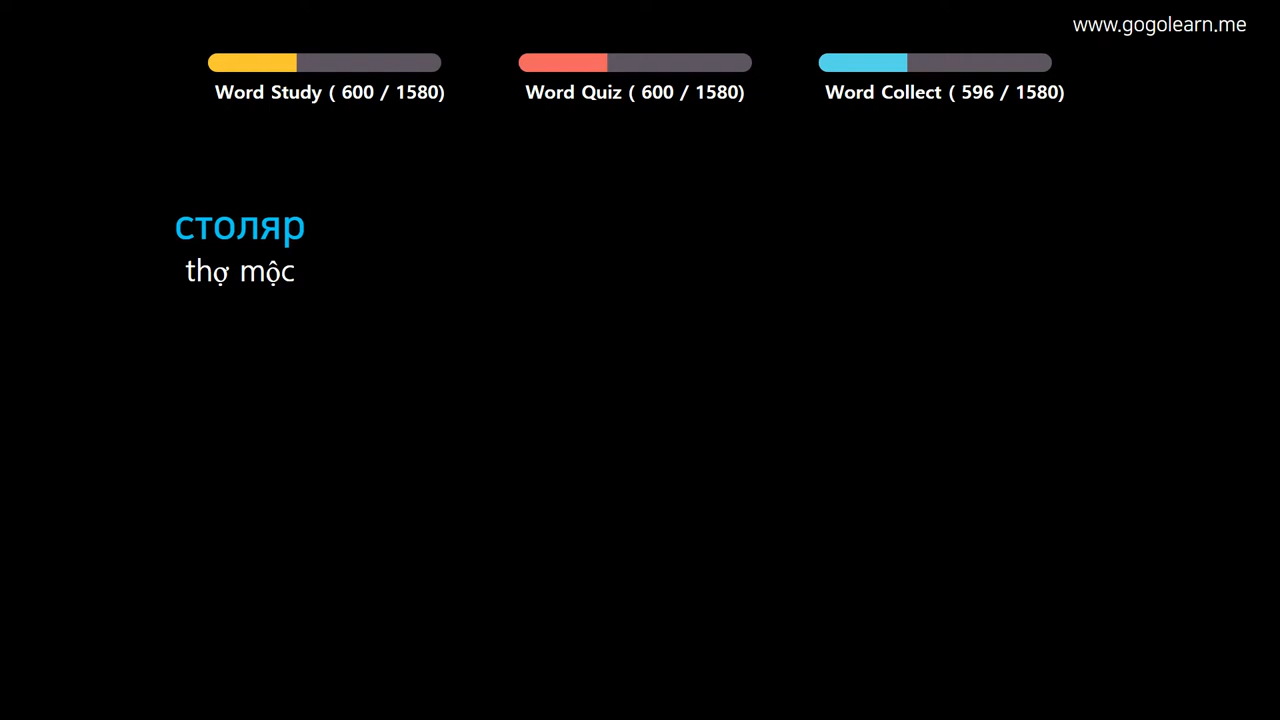 www.gogolearn.me
Word Study ( 600 / 1580)
Word Quiz ( 600 / 1580)
Word Collect ( 596 / 1580)
столяр
thợ mộc